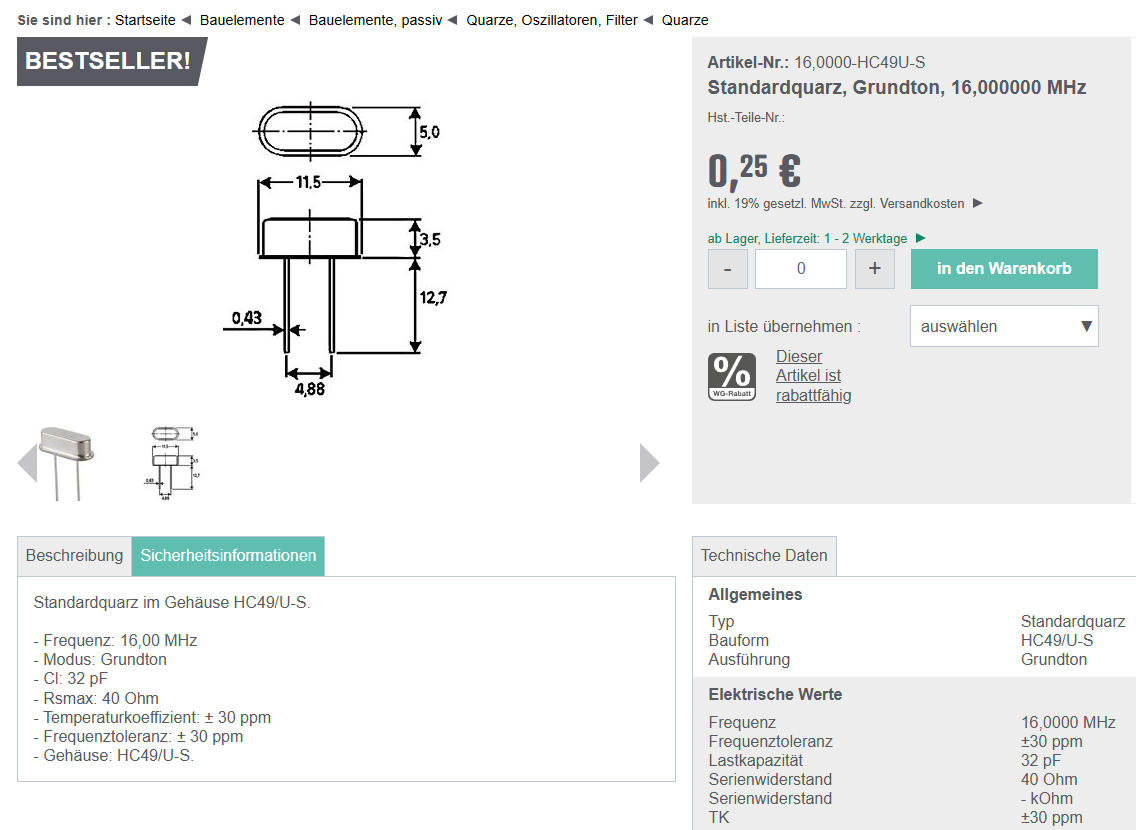 Sie sind hier : Startseite ◄ Bauelemente ◄ Bauelemente, passiv ◄ Quarze, Oszillatoren, Filter ◄ Quarze
BESTSELLER!
5,0
11,5
3,5
12,7
0,43
4,88
Artikel-Nr.: 16,0000-HC49U-S
Standardquarz, Grundton, 16,000000 MHz
Hst.-Teile-Nr.:
0,25 €
inkl. 19% gesetzl. MwSt. zzgl. Versandkosten ►
ab Lager, Lieferzeit: 1 - 2 Werktage ►
- 0 + in den Warenkorb
in Liste übernehmen : auswählen ▼
%
WG-Rabatt
Dieser
Artikel ist
rabattfähig
Beschreibung Sicherheitsinformationen
Standardquarz im Gehäuse HC49/U-S.
- Frequenz: 16,00 MHz
- Modus: Grundton
- Cl: 32 pF
- Rsmax: 40 Ohm
- Temperaturkoeffizient: ± 30 ppm
- Frequenztoleranz: ± 30 ppm
- Gehäuse: HC49/U-S.
Technische Daten
Allgemeines
Typ Standardquarz
Bauform HC49/U-S
Ausführung Grundton
Elektrische Werte
Frequenz 16,0000 MHz
Frequenztoleranz ±30 ppm
Lastkapazität 32 pF
Serienwiderstand 40 Ohm
Serienwiderstand - kOhm
TK ±30 ppm